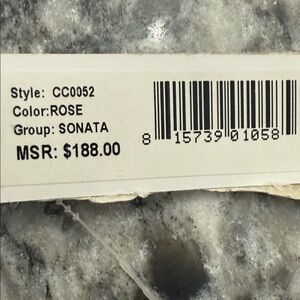 Style: CC0052
Color:ROSE
Group: SONATA
MSR: $188.00
8 15739 01058